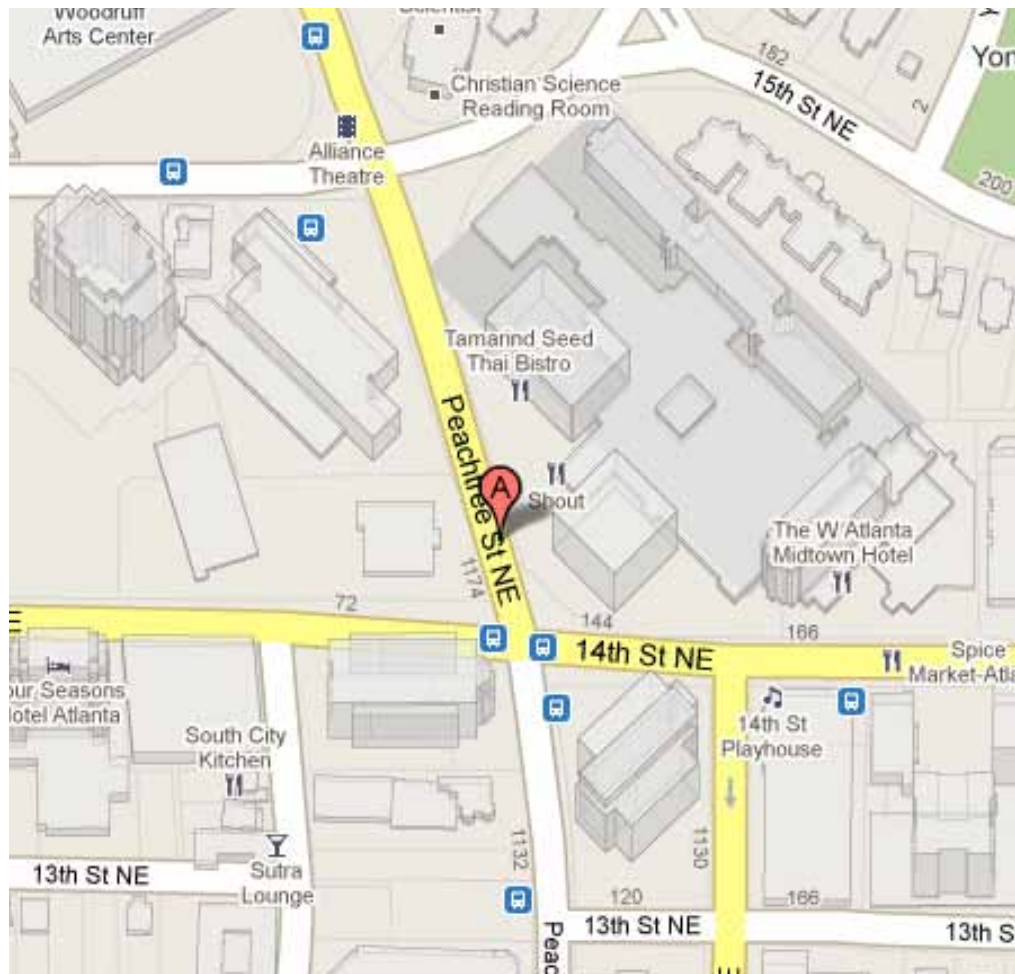 Woodruff
Arts Center
Scientist
182
Yon
Christian Science
Reading Room
15th St NE
2
Alliance
Theatre
200
Tamarind Seed
Thai Bistro
Peachtree St NE
A
Shout
The W Atlanta
Midtown Hotel
1174
72
144
166
14th St NE
Spice
Market-Atla
our Seasons
otel Atlanta
South City
Kitchen
14th St
Playhouse
1132
1130
13th St NE
Sutra
Lounge
120
166
Peac
13th St NE
13th S